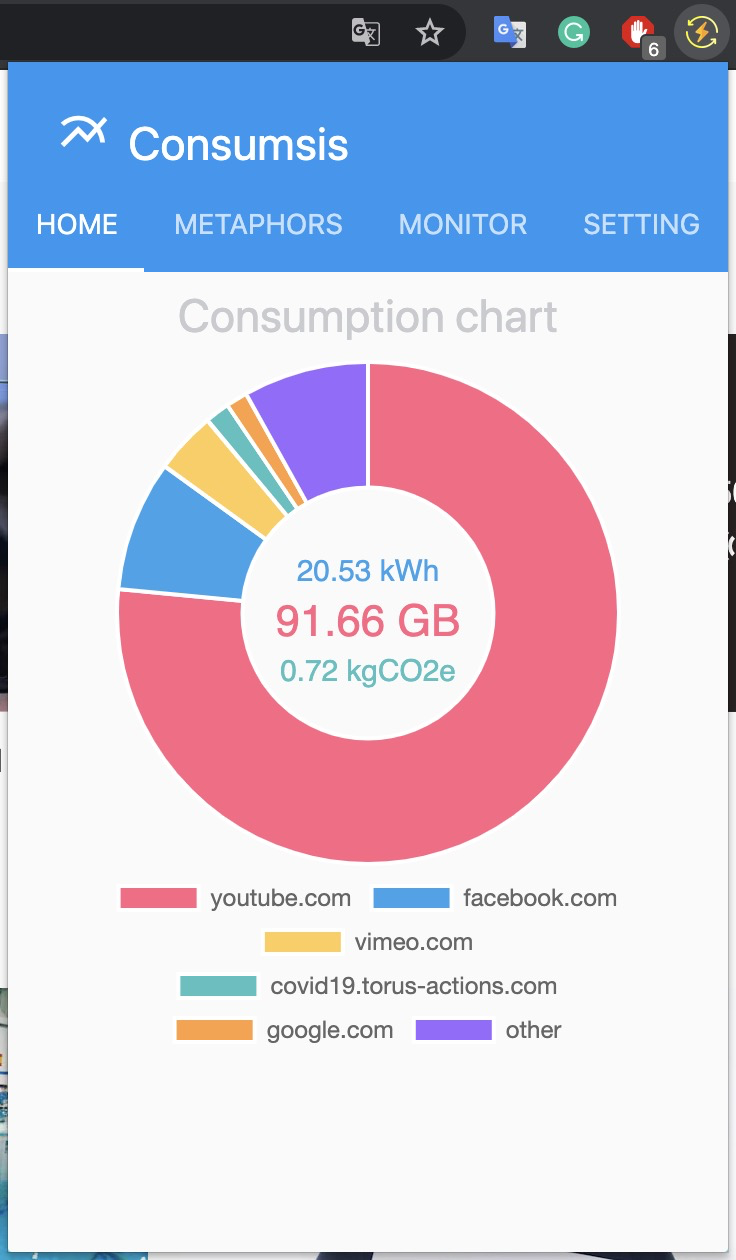 6
Consumsis
HOME METAPHORS MONITOR SETTING
Consumption chart
20.53 kWh
91.66 GB
0.72 kgCO2e
youtube.com facebook.com
vimeo.com
covid19.torus-actions.com
google.com other